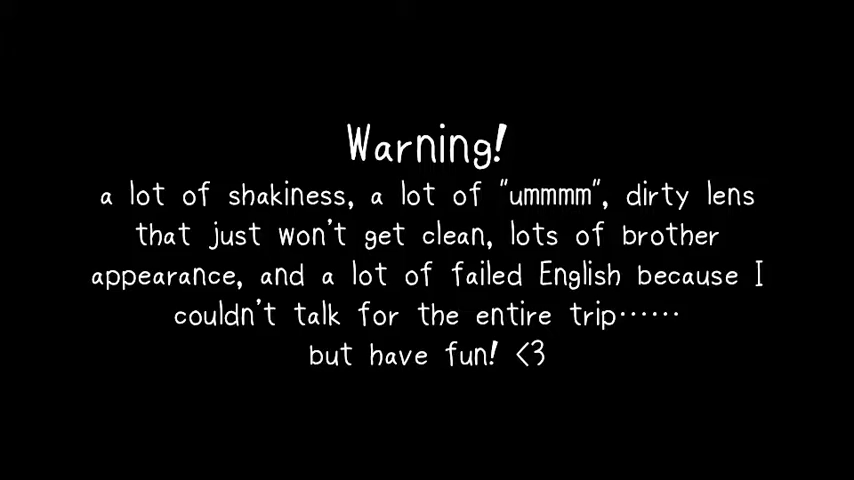 Warning!
a lot of shakiness, a lot of "ummmm", dirty lens
that just won't get clean, lots of brother
appearance, and a lot of failed English because I
couldn't talk for the entire trip……
but have fun! <3